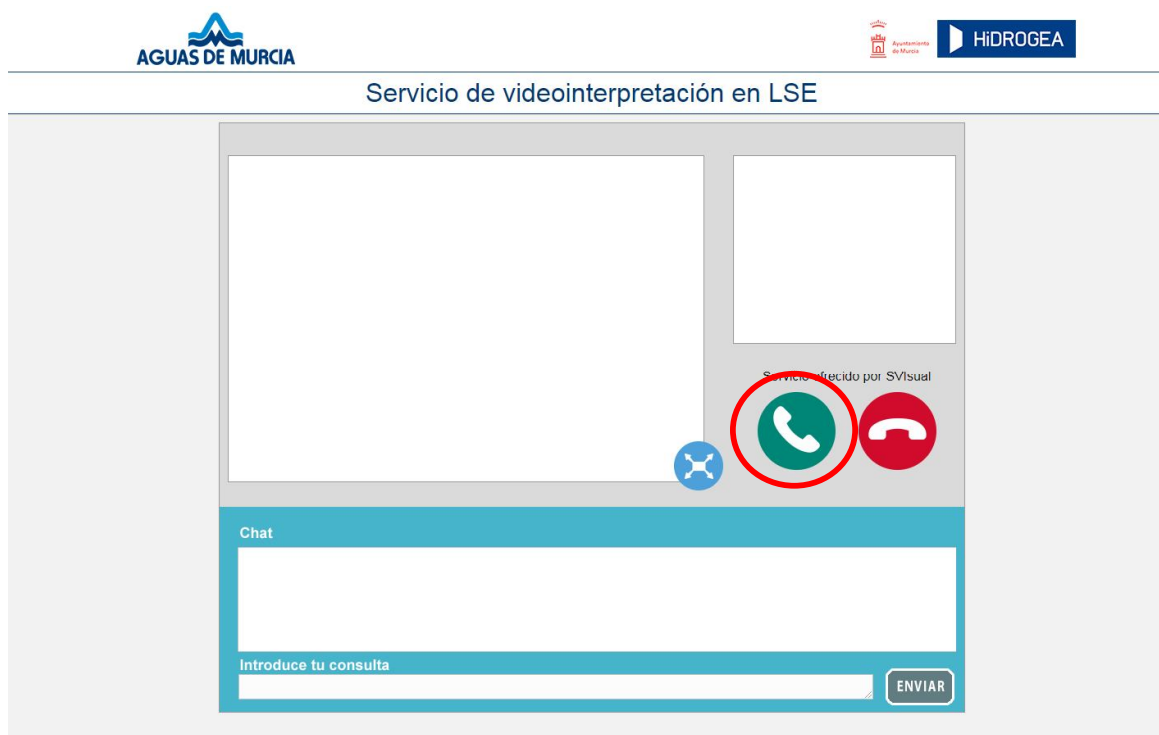 AGUAS DE MURCIA
Ayuntamiento
de Murcia
HiDROGEA
Servicio de videointerpretación en LSE
Servicio ofrecido por SVIsual
Chat
Introduce tu consulta
ENVIAR